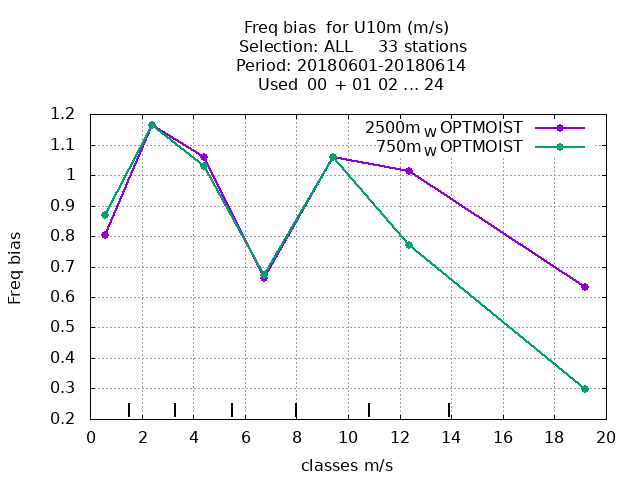 Freq bias  for U10m (m/s)
Selection: ALL     33 stations
Period: 20180601-20180614
Used  00  + 01 02 ... 24
2500m W OPTMOIST
750m W OPTMOIST
1.2
1.1
1
0.9
0.8
0.7
0.6
0.5
0.4
0.3
0.2
Freq bias
0 2 4 6 8 10 12 14 16 18 20
classes m/s